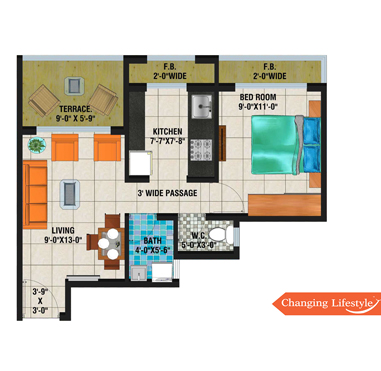 F.B.
2'-0"WIDE
F.B.
2'-0"WIDE
TERRACE.
9'-0" X 5'-9"
BED ROOM
9'-0"X11'-0"
KITCHEN
7'-7"X7'-8"
3' WIDE PASSAGE
LIVING
9'-0"X13'-0"
BATH
4'-0"X5'-6"
W.C.
5'-0"X3'-0"
3'-9"
X
3'-0"
Changing Lifestyle